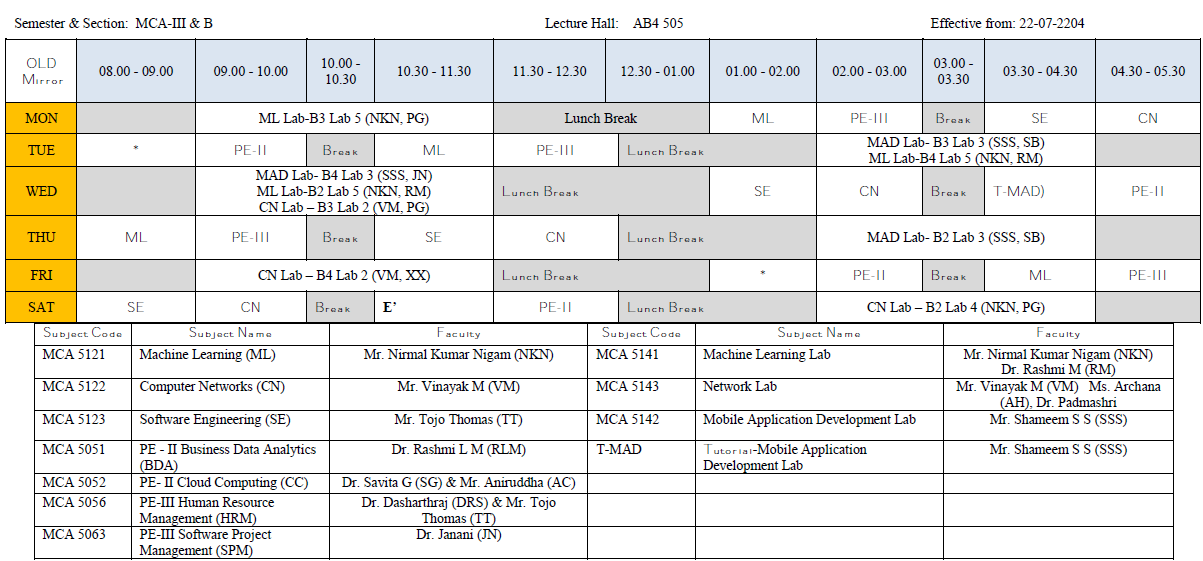 Semester & Section: MCA-III & B Lecture Hall: AB4 505 Effective from: 22-07-2204
OLD Mirror 08.00 - 09.00 09.00 - 10.00 10.00 - 10.30 10.30 - 11.30 11.30 - 12.30 12.30 - 01.00 01.00 - 02.00 02.00 - 03.00 03.00 - 03.30 03.30 - 04.30 04.30 - 05.30
MON ML Lab-B3 Lab 5 (NKN, PG) Lunch Break ML PE-III Break SE CN
TUE * PE-II Break ML PE-III Lunch Break MAD Lab- B3 Lab 3 (SSS, SB)
ML Lab-B4 Lab 5 (NKN, RM)
WED MAD Lab- B4 Lab 3 (SSS, JN)
ML Lab-B2 Lab 5 (NKN, RM)
CN Lab – B3 Lab 2 (VM, PG)
Lunch Break SE CN Break T-MAD) PE-II
THU ML PE-III Break SE CN Lunch Break MAD Lab- B2 Lab 3 (SSS, SB)
FRI CN Lab – B4 Lab 2 (VM, XX) Lunch Break * PE-II Break ML PE-III
SAT SE CN Break E’ PE-II Lunch Break CN Lab – B2 Lab 4 (NKN, PG)
Subject Code Subject Name Faculty Subject Code Subject Name Faculty
MCA 5121 Machine Learning (ML) Mr. Nirmal Kumar Nigam (NKN) MCA 5141 Machine Learning Lab Mr. Nirmal Kumar Nigam (NKN)
Dr. Rashmi M (RM)
MCA 5122 Computer Networks (CN) Mr. Vinayak M (VM) MCA 5143 Network Lab Mr. Vinayak M (VM) Ms. Archana
(AH), Dr. Padmashri
MCA 5123 Software Engineering (SE) Mr. Tojo Thomas (TT) MCA 5142 Mobile Application Development Lab Mr. Shameem S S (SSS)
MCA 5051 PE - II Business Data Analytics
(BDA)
Dr. Rashmi L M (RLM) T-MAD Tutorial-Mobile Application
Development Lab
Mr. Shameem S S (SSS)
MCA 5052 PE- II Cloud Computing (CC) Dr. Savita G (SG) & Mr. Aniruddha (AC)
MCA 5056 PE-III Human Resource
Management (HRM)
Dr. Dasharthraj (DRS) & Mr. Tojo
Thomas (TT)
MCA 5063 PE-III Software Project
Management (SPM)
Dr. Janani (JN)